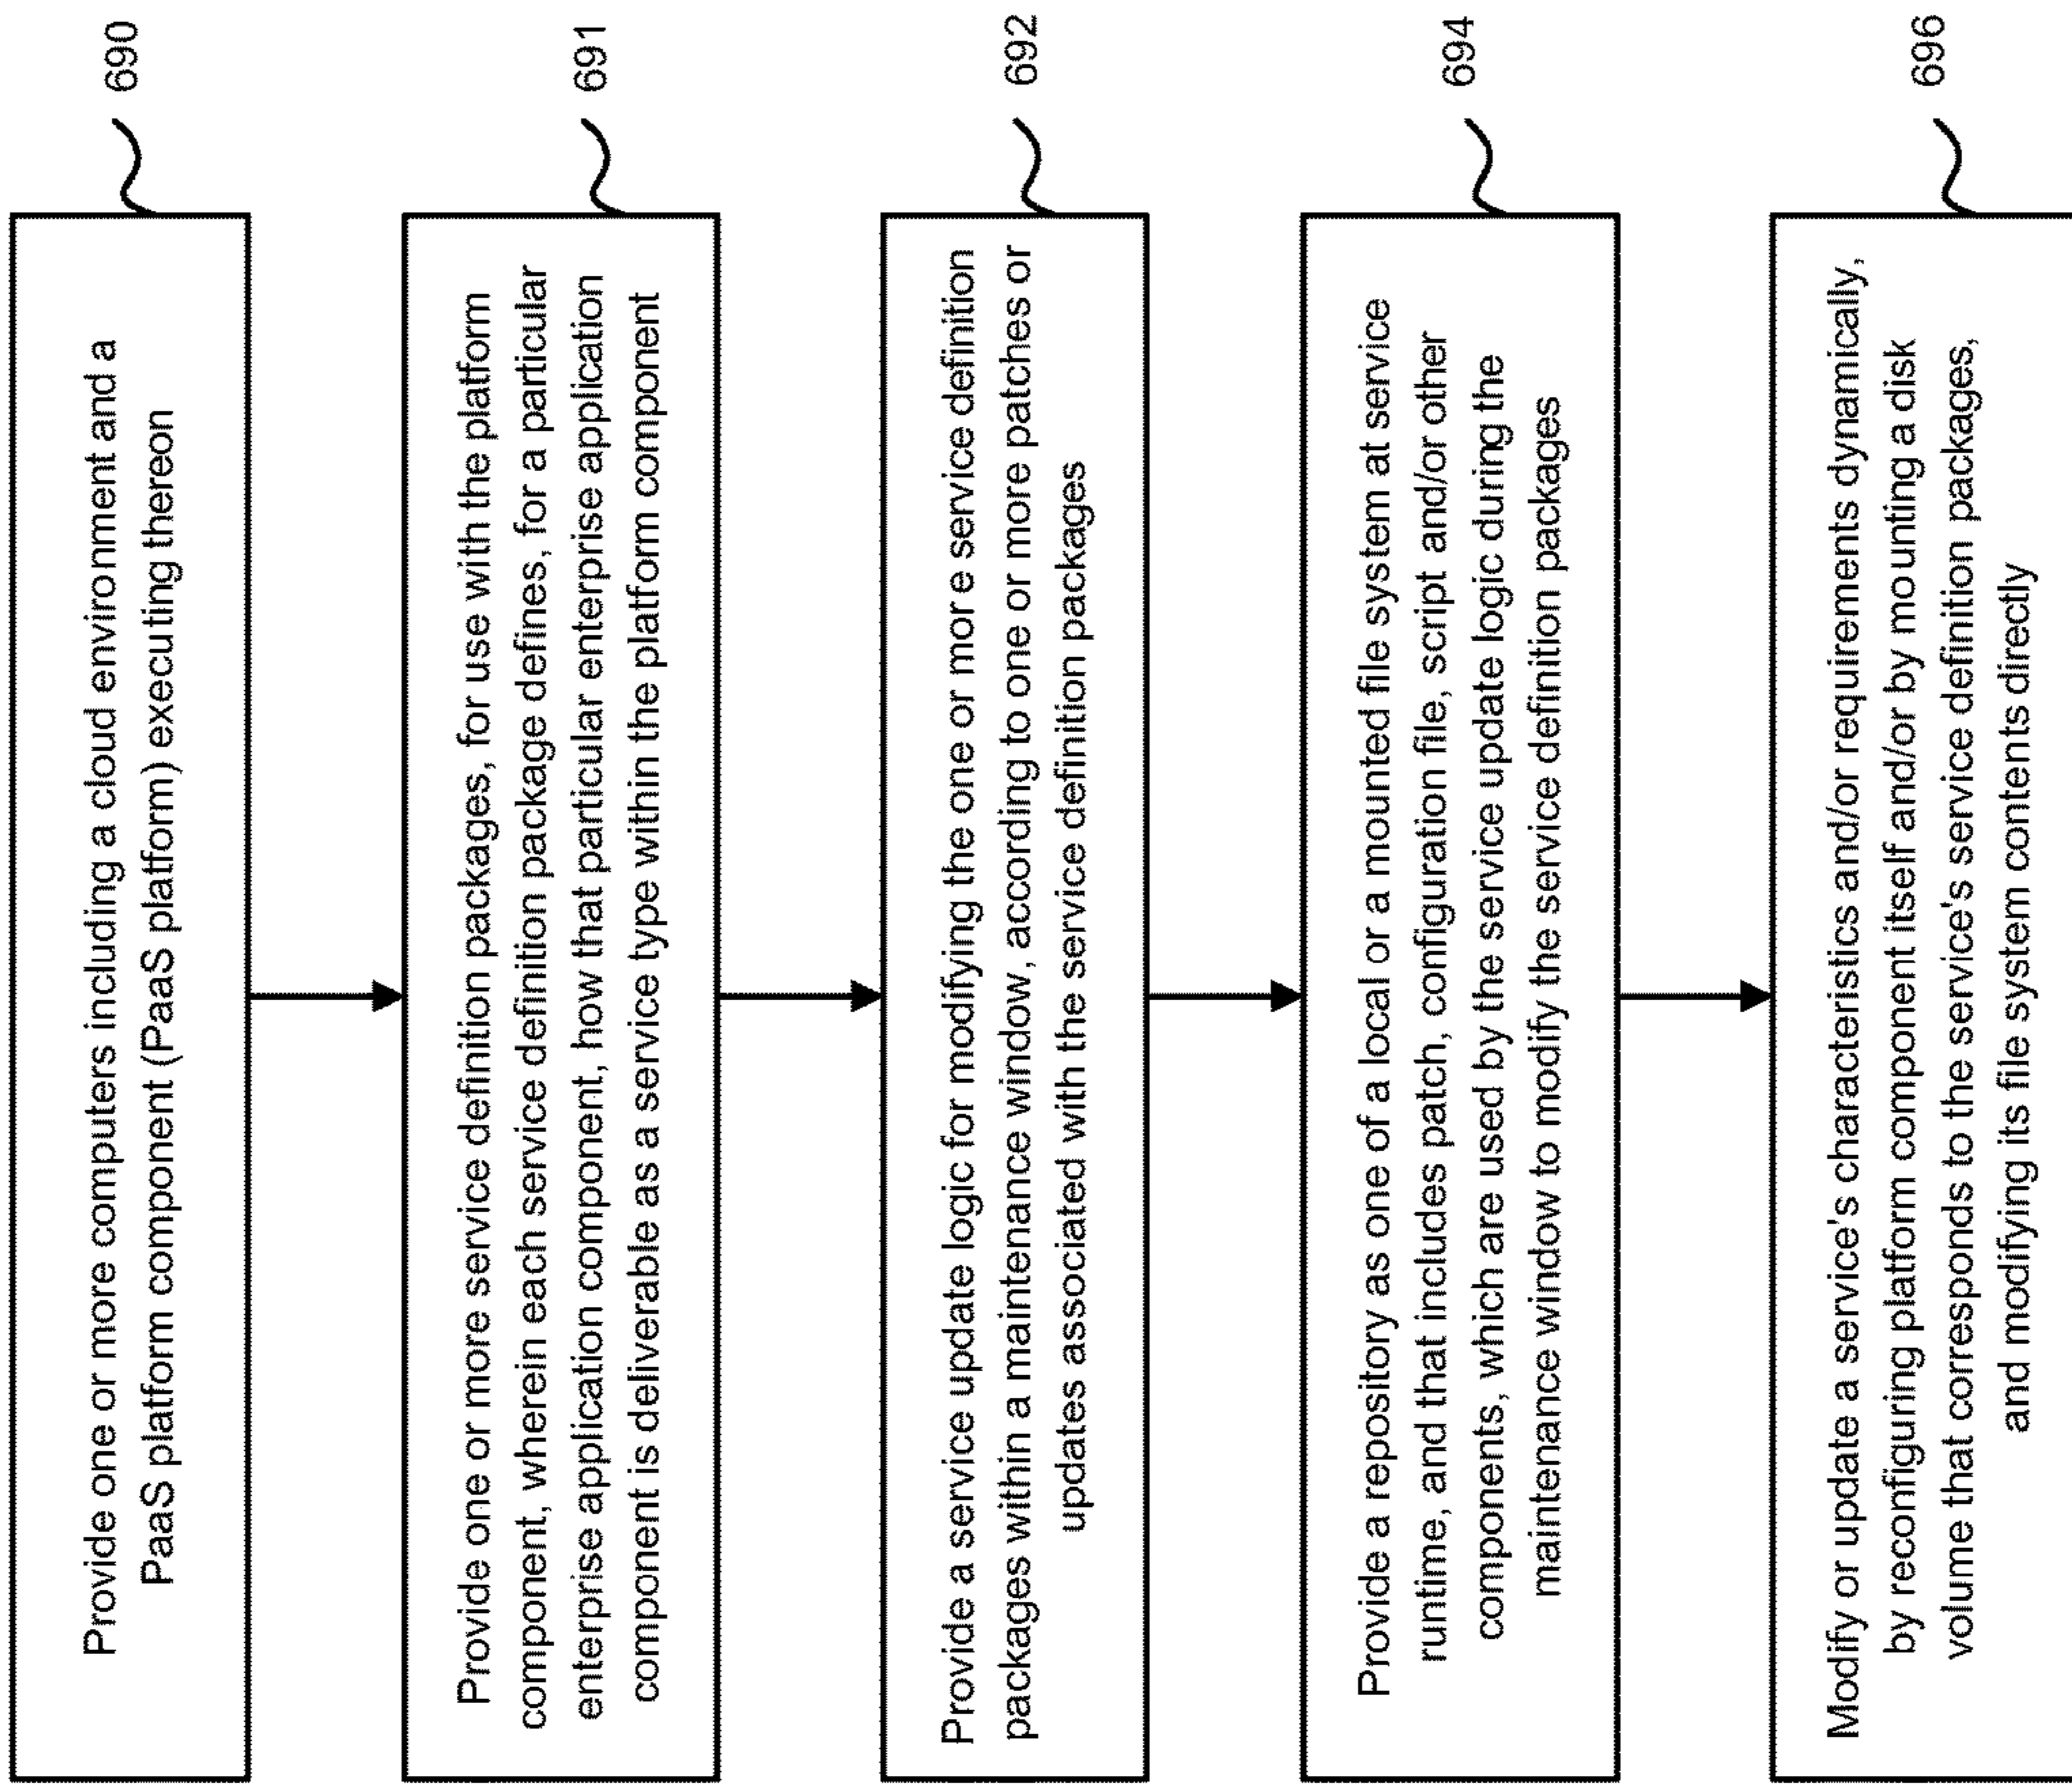 Provide one or more computers including a cloud environment and a
PaaS platform component (PaaS platform) executing thereon
690
Provide one or more service definition packages, for use with the platform
component, wherein each service definition package defines, for a particular
enterprise application component, how that particular enterprise application
component is deliverable as a service type within the platform component
691
Provide a service update logic for modifying the one or more service definition
packages within a maintenance window, according to one or more patches or
updates associated with the service definition packages
692
Provide a repository as one of a local or a mounted file system at service
runtime, and that includes patch, configuration file, script and/or other
components, which are used by the service update logic during the
maintenance window to modify the service definition packages
694
Modify or update a service's characteristics and/or requirements dynamically,
by reconfiguring platform component itself and/or by mounting a disk
volume that corresponds to the service's service definition packages,
and modifying its file system contents directly
696